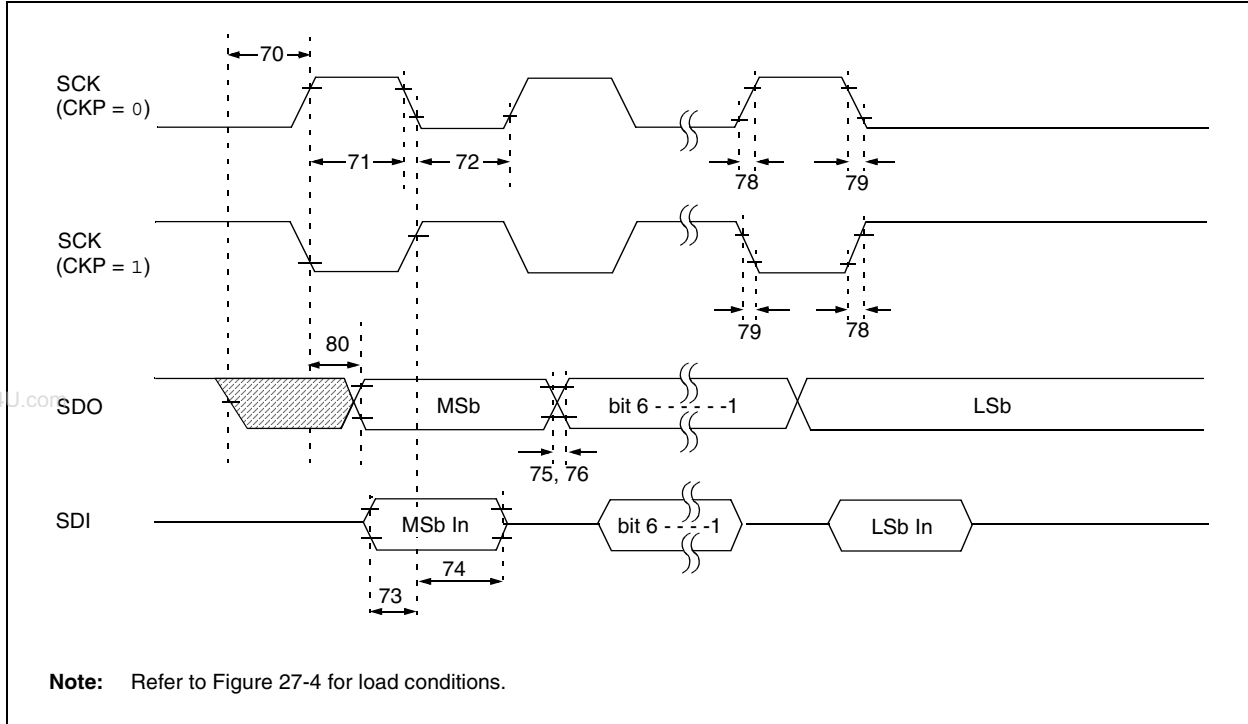 70
SCK
(CKP = 0)
71
72
78
79
SCK
(CKP = 1)
79
78
80
4U.com
SDO
MSb
bit 6 - - - - - -1
LSb
75, 76
SDI
MSb In
bit 6 - - - -1
LSb In
74
73
Note: Refer to Figure 27-4 for load conditions.